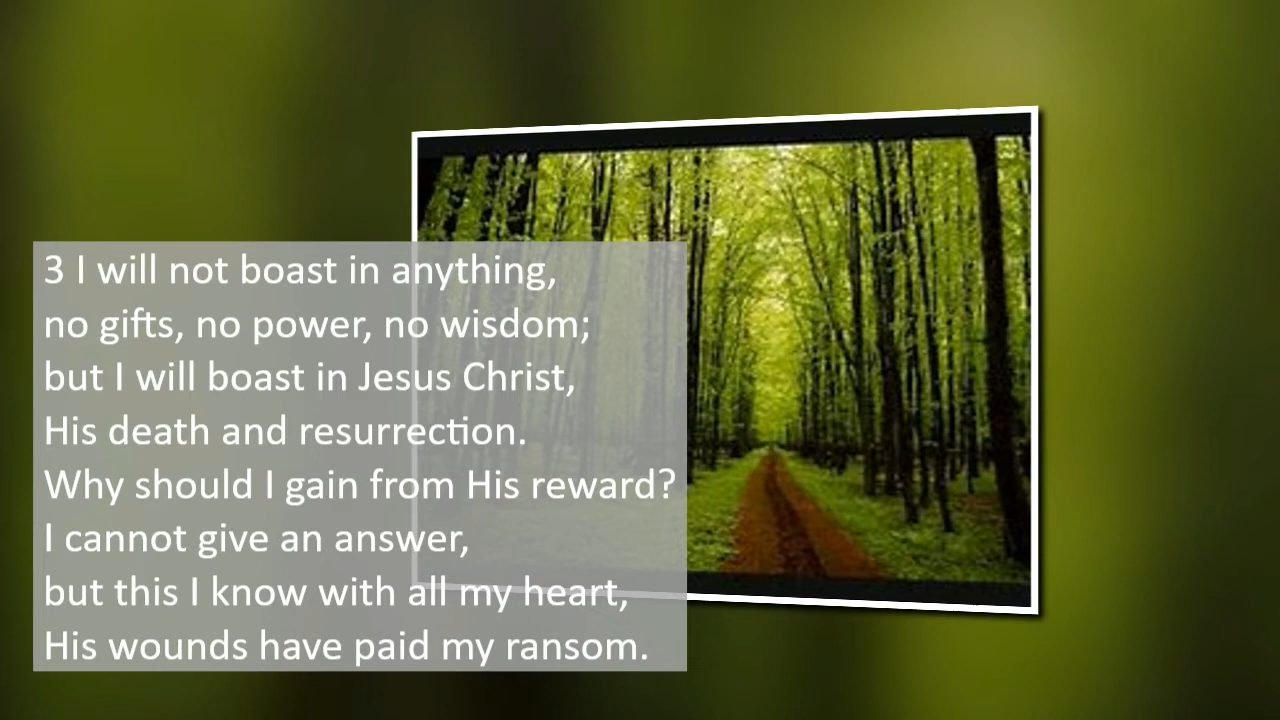 3 I will not boast in anything,
no gifts, no power, no wisdom;
but I will boast in Jesus Christ,
His death and resurrection.
Why should I gain from His reward?
I cannot give an answer,
but this I know with all my heart,
His wounds have paid my ransom.